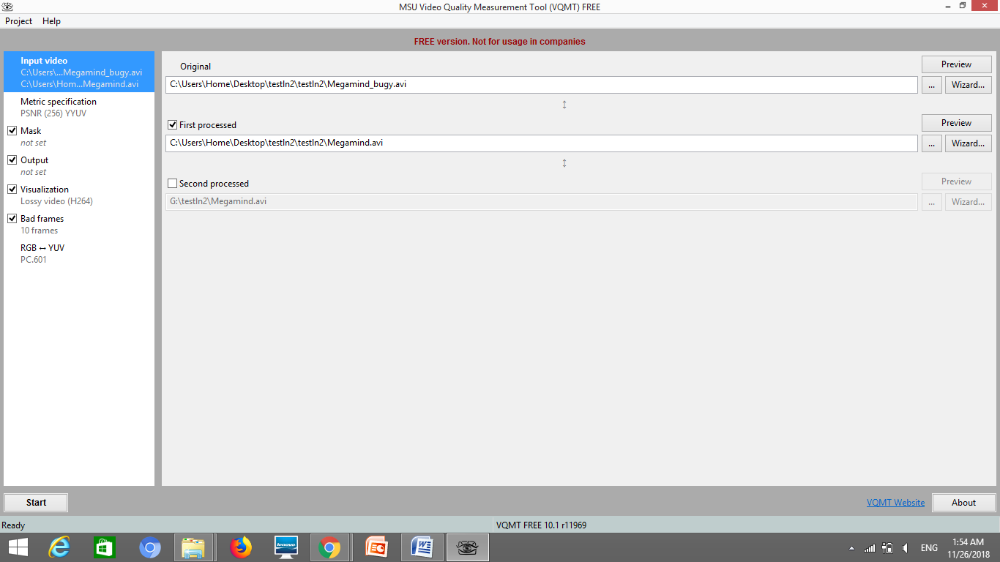 MSU Video Quality Measurement Tool (VQMT) FREE
Project Help
FREE version. Not for usage in companies
Input video
C:\Users\...Megamind_bugy.avi
C:\Users\Hom...Megamind.avi
Metric specification
PSNR (256) YYUV
Mask
not set
Output
not set
Visualization
Lossy video (H264)
Bad frames
10 frames
RGB ↔ YUV
PC.601
Original
Preview
C:\Users\Home\Desktop\testIn2\testIn2\Megamind_bugy.avi
... Wizard...
First processed
Preview
C:\Users\Home\Desktop\testIn2\testIn2\Megamind.avi
... Wizard...
Second processed
Preview
G:\testIn2\Megamind.avi
... Wizard...
Start
VQMT Website
About
Ready
VQMT FREE 10.1 r11969
lenovo
ENG
1:54 AM
11/26/2018